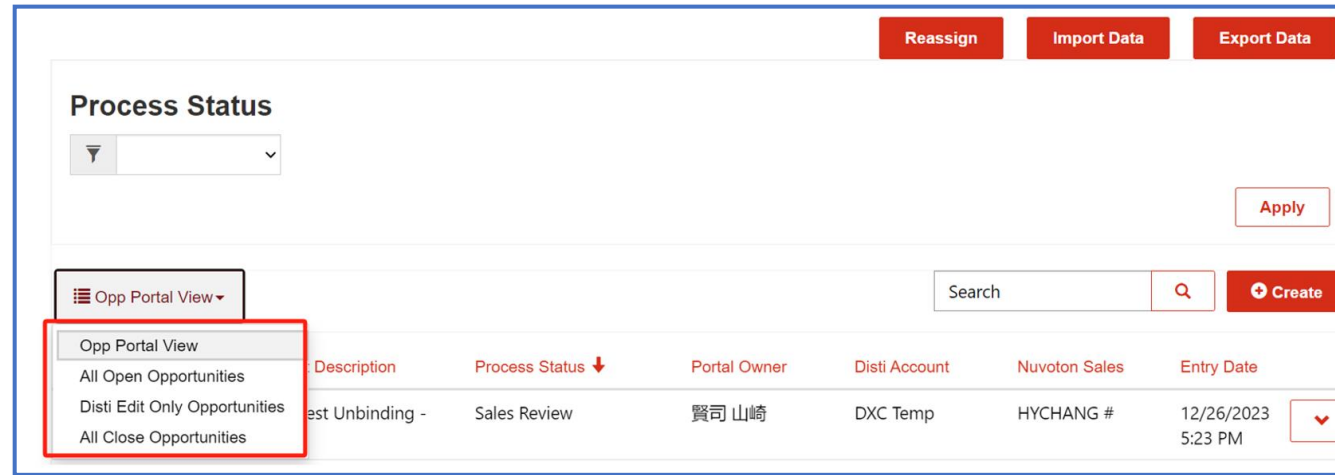 Reassign
Import Data
Export Data
Process Status
Apply
Opp Portal View
Search
Create
Opp Portal View
All Open Opportunities
Disti Edit Only Opportunities
All Close Opportunities
Description Process Status Portal Owner Disti Account Nuvoton Sales Entry Date
Unbinding - Sales Review 賢司 山崎 DXC Temp HYCHANG # 12/26/2023
5:23 PM